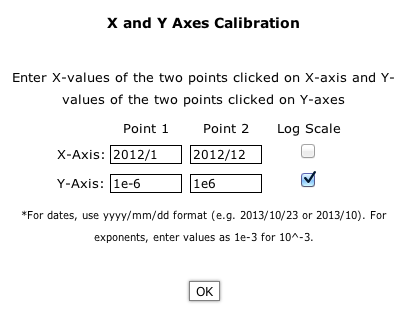 X and Y Axes Calibration
Enter X-values of the two points clicked on X-axis and Y-
values of the two points clicked on Y-axes
Point 1 Point 2 Log Scale
X-Axis: 2012/1 2012/12
Y-Axis: 1e-6 1e6
*For dates, use yyyy/mm/dd format (e.g. 2013/10/23 or 2013/10). For
exponents, enter values as 1e-3 for 10^-3.
OK